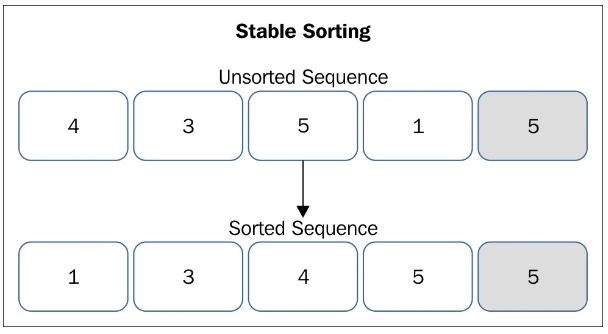 Stable Sorting
Unsorted Sequence
4 3 5 1 5
Sorted Sequence
1 3 4 5 5